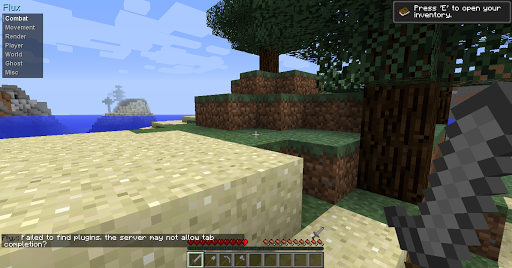 Flux
Combat
Movement
Render
Player
World
Ghost
Misc
Press 'E' to open your
inventory.
Failed to find plugins, the server may not allow tab
completion?